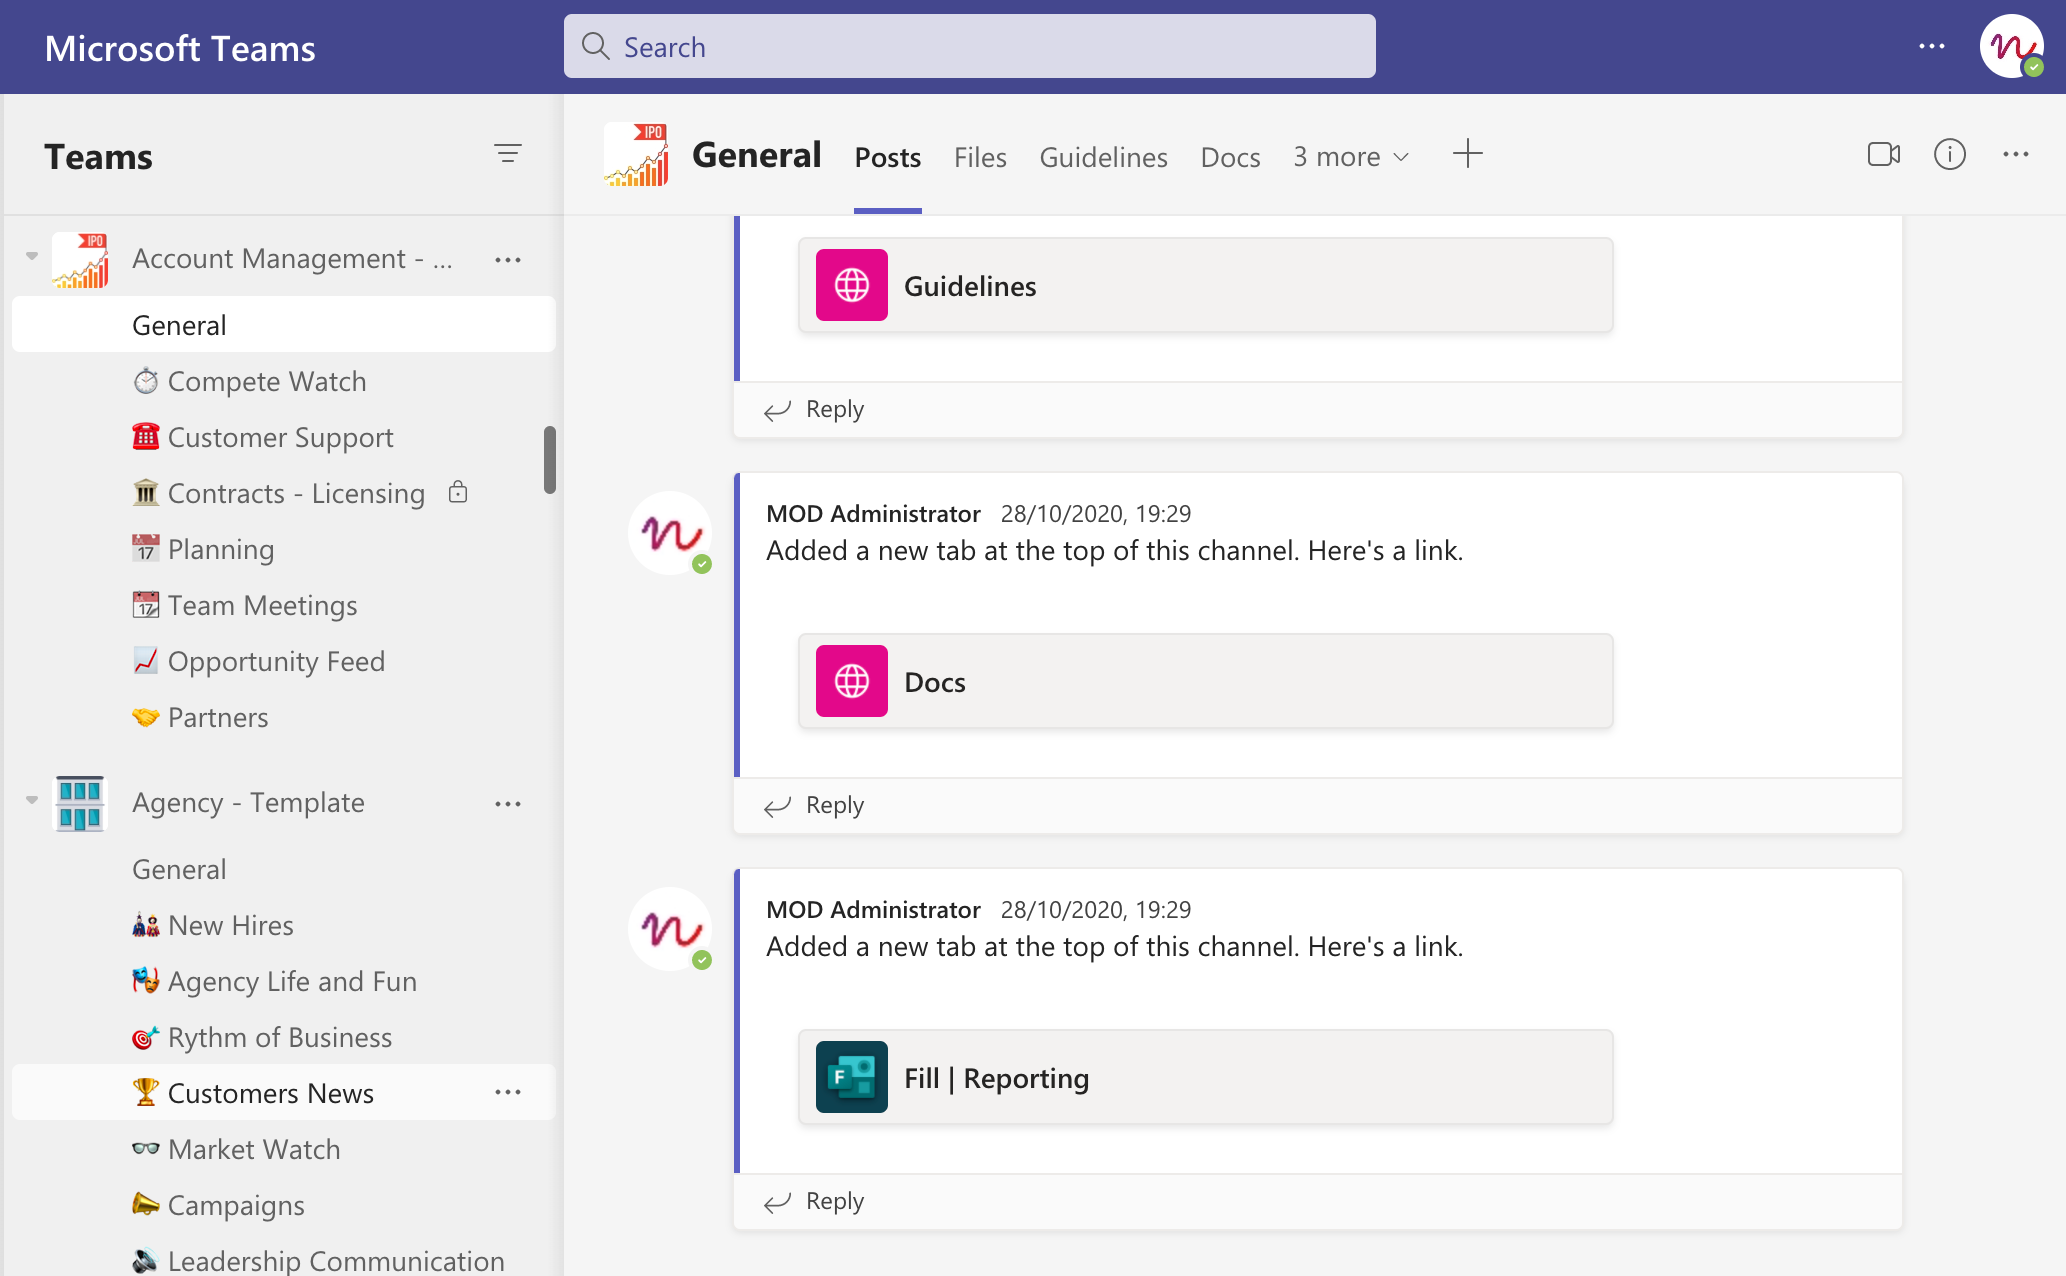 Microsoft Teams
Search
Teams
IPO
General
Posts
Files
Guidelines
Docs
3 more
IPO
Account Management - ...
General
Compete Watch
Customer Support
Contracts - Licensing
17 Planning
17 Team Meetings
Opportunity Feed
Partners
Agency - Template
General
New Hires
Agency Life and Fun
Rythm of Business
Customers News
Market Watch
Campaigns
Leadership Communication
Guidelines
Reply
MOD Administrator 28/10/2020, 19:29
Added a new tab at the top of this channel. Here's a link.
Docs
Reply
MOD Administrator 28/10/2020, 19:29
Added a new tab at the top of this channel. Here's a link.
F
Fill | Reporting
Reply